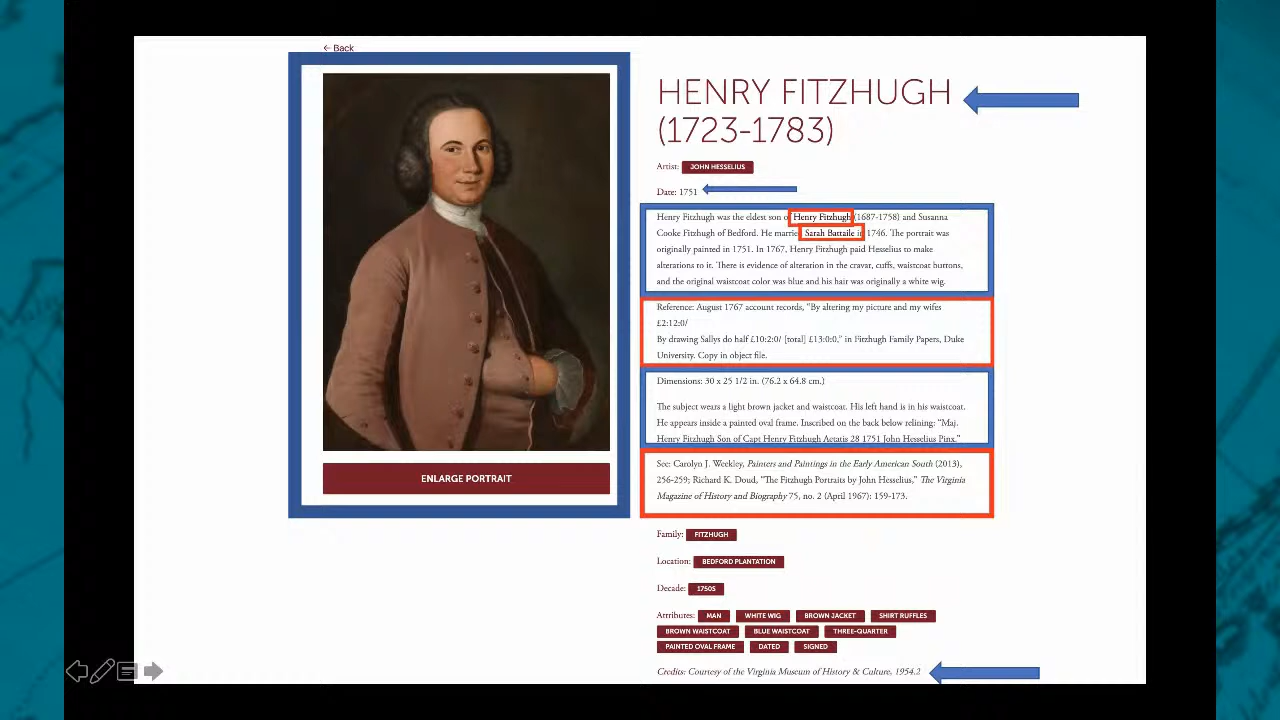 ← Back
HENRY FITZHUGH
(1723-1783)
Artist: JOHN HESSELIUS
Date: 1751
Henry Fitzhugh was the eldest son o Henry Fitzhugh (1687-1758) and Susanna
Cooke Fitzhugh of Bedford. He marrie Sarah Battaile i 1746. The portrait was
originally painted in 1751. In 1767, Henry Fitzhugh paid Hesselius to make
alterations to it. There is evidence of alteration in the cravat, cuffs, waistcoat buttons,
and the original waistcoat color was blue and his hair was originally a white wig.
Reference: August 1767 account records, “By altering my picture and my wifes
£2:12:0/
By drawing Sallys do half £10:2:0/ [total] £13:0:0,” in Fitzhugh Family Papers, Duke
University. Copy in object file.
Dimensions: 30 x 25 1/2 in. (76.2 x 64.8 cm.)
The subject wears a light brown jacket and waistcoat. His left hand is in his waistcoat.
He appears inside a painted oval frame. Inscribed on the back below relining: “Maj.
Henry Fitzhugh Son of Capt Henry Fitzhugh Aetatis 28 1751 John Hesselius Pinx.”
See: Carolyn J. Weekley, Painters and Paintings in the Early American South (2013),
256-259; Richard K. Doud, “The Fitzhugh Portraits by John Hesselius,” The Virginia
Magazine of History and Biography 75, no. 2 (April 1967): 159-173.
ENLARGE PORTRAIT
Family: FITZHUGH
Location: BEDFORD PLANTATION
Decade: 1750S
Attributes: MAN WHITE WIG BROWN JACKET SHIRT RUFFLES
BROWN WAISTCOAT BLUE WAISTCOAT THREE-QUARTER
PAINTED OVAL FRAME DATED SIGNED
Credits: Courtesy of the Virginia Museum of History & Culture, 1954.2